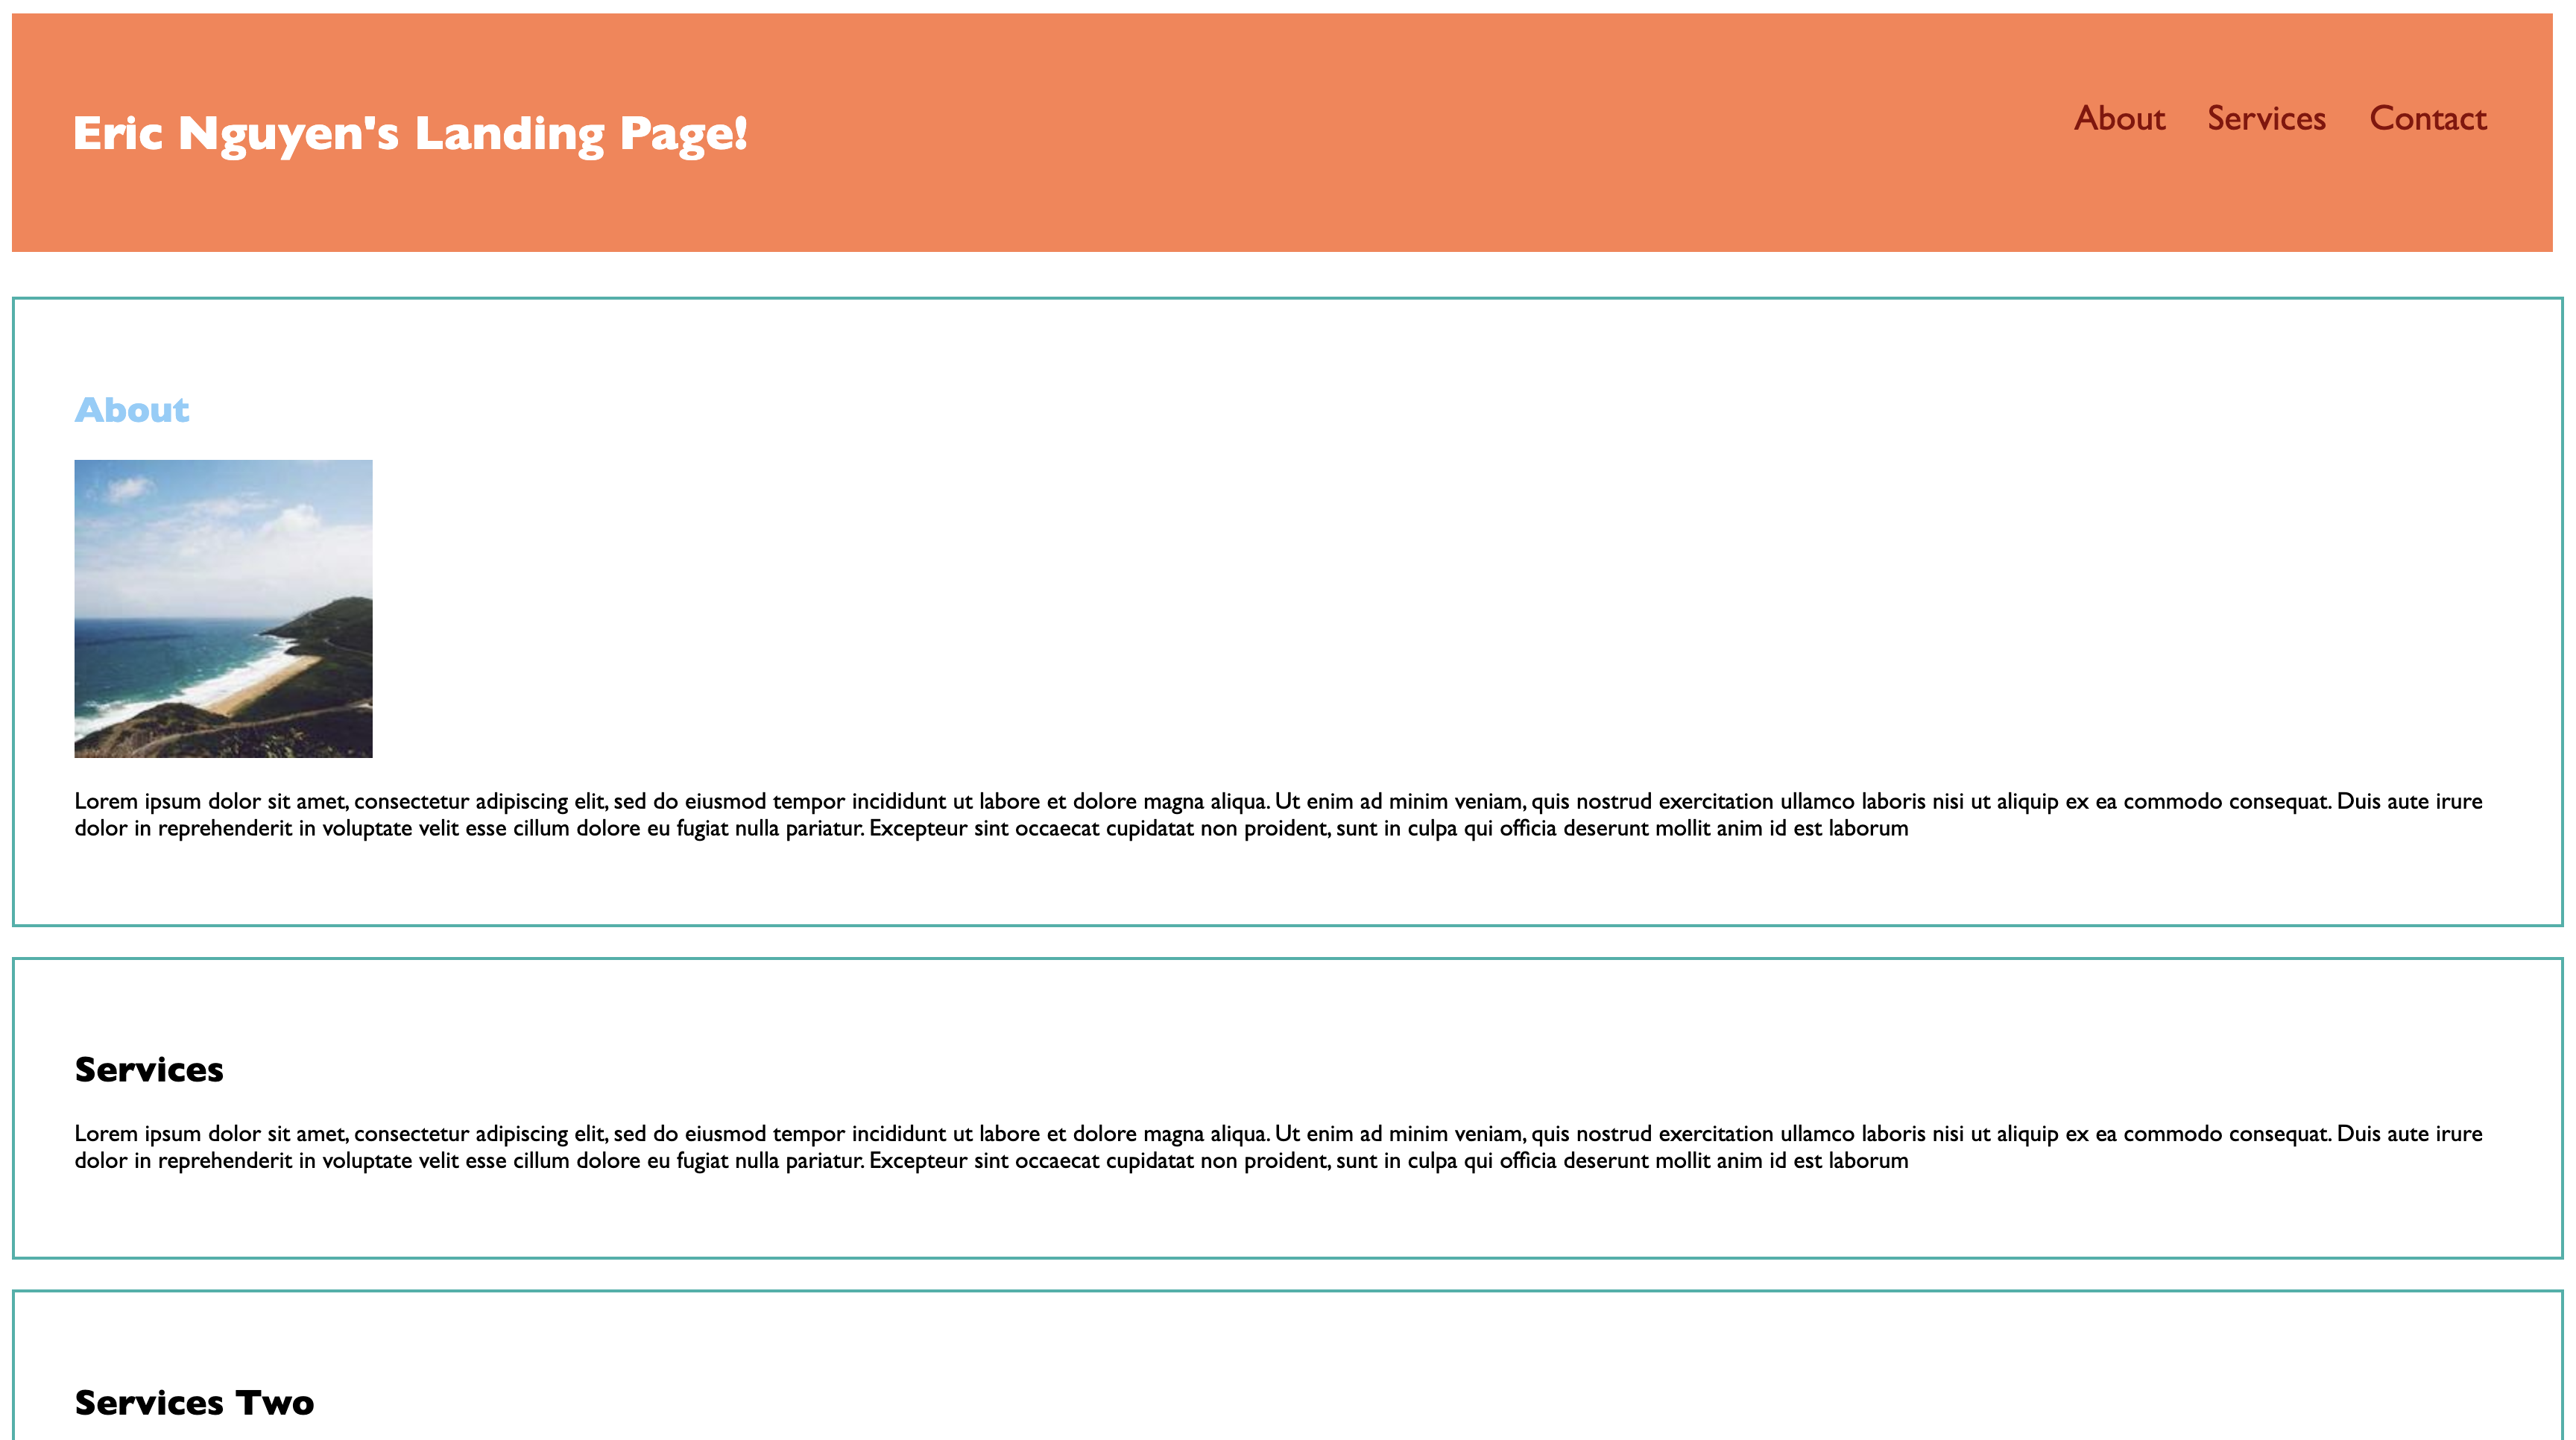 Eric Nguyen's Landing Page!
About Services Contact
About
Lorem ipsum dolor sit amet, consectetur adipiscing elit, sed do eiusmod tempor incididunt ut labore et dolore magna aliqua. Ut enim ad minim veniam, quis nostrud exercitation ullamco laboris nisi ut aliquip ex ea commodo consequat. Duis aute irure
dolor in reprehenderit in voluptate velit esse cillum dolore eu fugiat nulla pariatur. Excepteur sint occaecat cupidatat non proident, sunt in culpa qui officia deserunt mollit anim id est laborum
Services
Lorem ipsum dolor sit amet, consectetur adipiscing elit, sed do eiusmod tempor incididunt ut labore et dolore magna aliqua. Ut enim ad minim veniam, quis nostrud exercitation ullamco laboris nisi ut aliquip ex ea commodo consequat. Duis aute irure
dolor in reprehenderit in voluptate velit esse cillum dolore eu fugiat nulla pariatur. Excepteur sint occaecat cupidatat non proident, sunt in culpa qui officia deserunt mollit anim id est laborum
Services Two